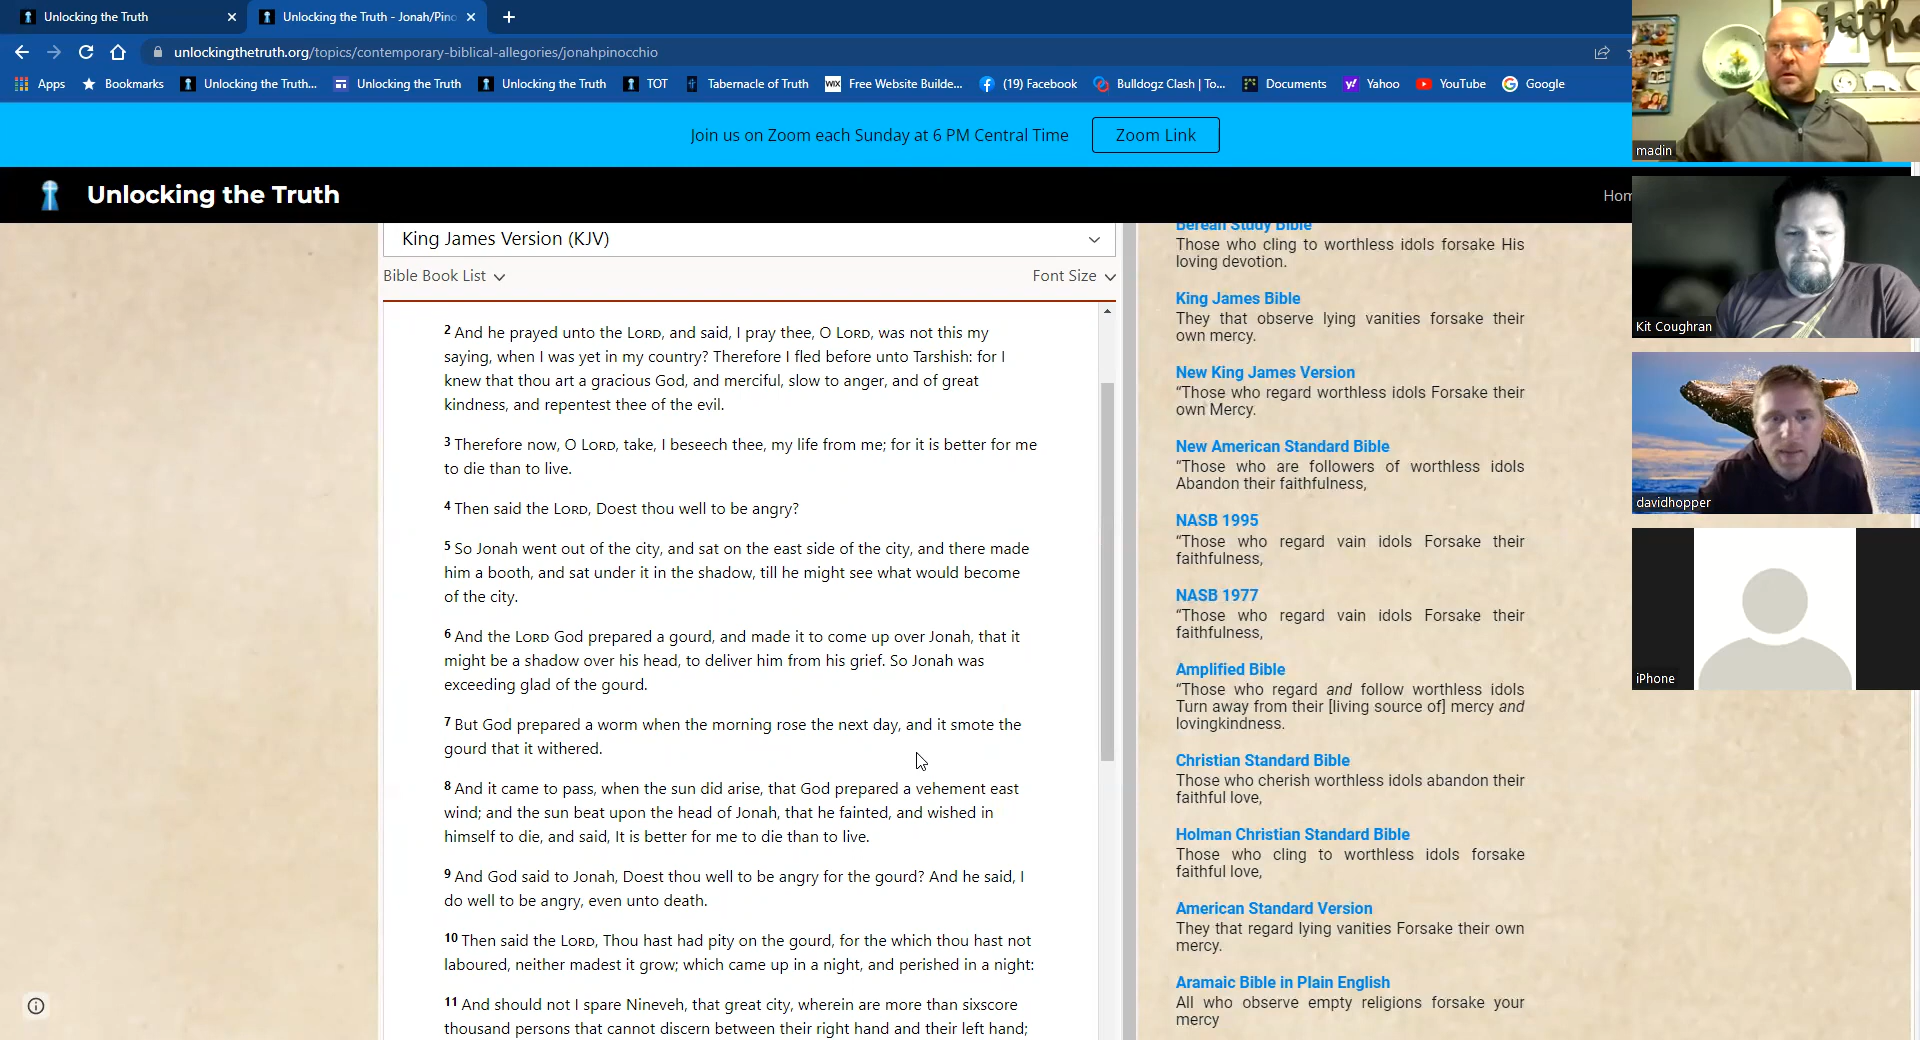 Unlocking the Truth
Unlocking the Truth - Jonah/Pino
unlockingthetruth.org/topics/contemporary-biblical-allegories/jonahpinocchio
Apps
Bookmarks
Unlocking the Truth...
Unlocking the Truth
Unlocking the Truth
TOT
Tabernacle of Truth
WIX
Free Website Builde...
(19) Facebook
Bulldogz Clash | To...
Documents
Yahoo
YouTube
Google
Join us on Zoom each Sunday at 6 PM Central Time
Zoom Link
Unlocking the Truth
Hom
King James Version (KJV)
Bible Book List
Font Size
2 And he prayed unto the LORD, and said, I pray thee, O LORD, was not this my
saying, when I was yet in my country? Therefore I fled before unto Tarshish: for I
knew that thou art a gracious God, and merciful, slow to anger, and of great
kindness, and repentest thee of the evil.
3 Therefore now, O LORD, take, I beseech thee, my life from me; for it is better for me
to die than to live.
4 Then said the LORD, Doest thou well to be angry?
5 So Jonah went out of the city, and sat on the east side of the city, and there made
him a booth, and sat under it in the shadow, till he might see what would become
of the city.
6 And the LORD God prepared a gourd, and made it to come up over Jonah, that it
might be a shadow over his head, to deliver him from his grief. So Jonah was
exceeding glad of the gourd.
7 But God prepared a worm when the morning rose the next day, and it smote the
gourd that it withered.
8 And it came to pass, when the sun did arise, that God prepared a vehement east
wind; and the sun beat upon the head of Jonah, that he fainted, and wished in
himself to die, and said, It is better for me to die than to live.
9 And God said to Jonah, Doest thou well to be angry for the gourd? And he said, I
do well to be angry, even unto death.
10 Then said the LORD, Thou hast had pity on the gourd, for the which thou hast not
laboured, neither madest it grow; which came up in a night, and perished in a night:
11 And should not I spare Nineveh, that great city, wherein are more than sixscore
thousand persons that cannot discern between their right hand and their left hand;
Berean Study Bible
Those who cling to worthless idols forsake His
loving devotion.
King James Bible
They that observe lying vanities forsake their
own mercy.
New King James Version
“Those who regard worthless idols Forsake their
own Mercy.
New American Standard Bible
“Those who are followers of worthless idols
Abandon their faithfulness,
NASB 1995
“Those who regard vain idols Forsake their
faithfulness,
NASB 1977
“Those who regard vain idols Forsake their
faithfulness,
Amplified Bible
“Those who regard and follow worthless idols
Turn away from their [living source of] mercy and
lovingkindness.
Christian Standard Bible
Those who cherish worthless idols abandon their
faithful love,
Holman Christian Standard Bible
Those who cling to worthless idols forsake
faithful love,
American Standard Version
They that regard lying vanities Forsake their own
mercy.
Aramaic Bible in Plain English
All who observe empty religions forsake your
mercy
gathe
madin
Kit Coughran
davidhopper
iPhone